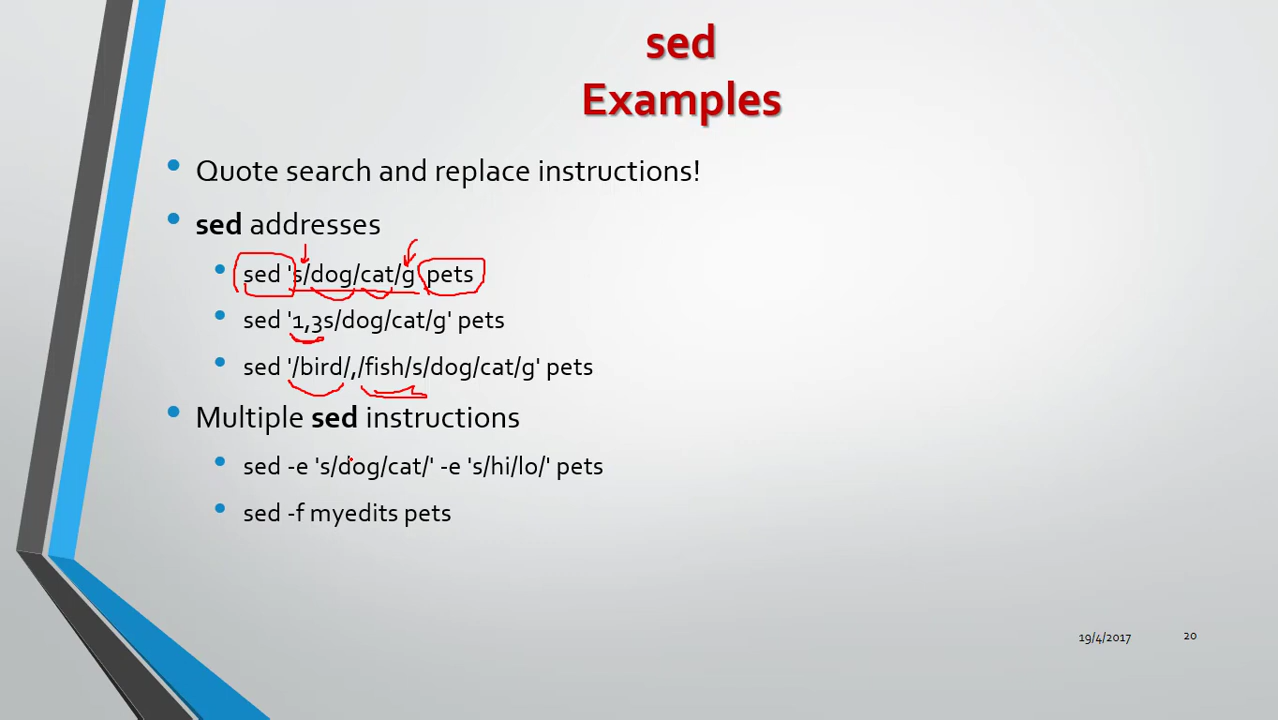 sed
Examples
Quote search and replace instructions!
sed addresses
sed 's/dog/cat/g' pets
sed '1,3s/dog/cat/g' pets
sed '/bird/,/fish/s/dog/cat/g' pets
Multiple sed instructions
sed -e 's/dog/cat/' -e 's/hi/lo/' pets
sed -f myedits pets
19/4/2017 20